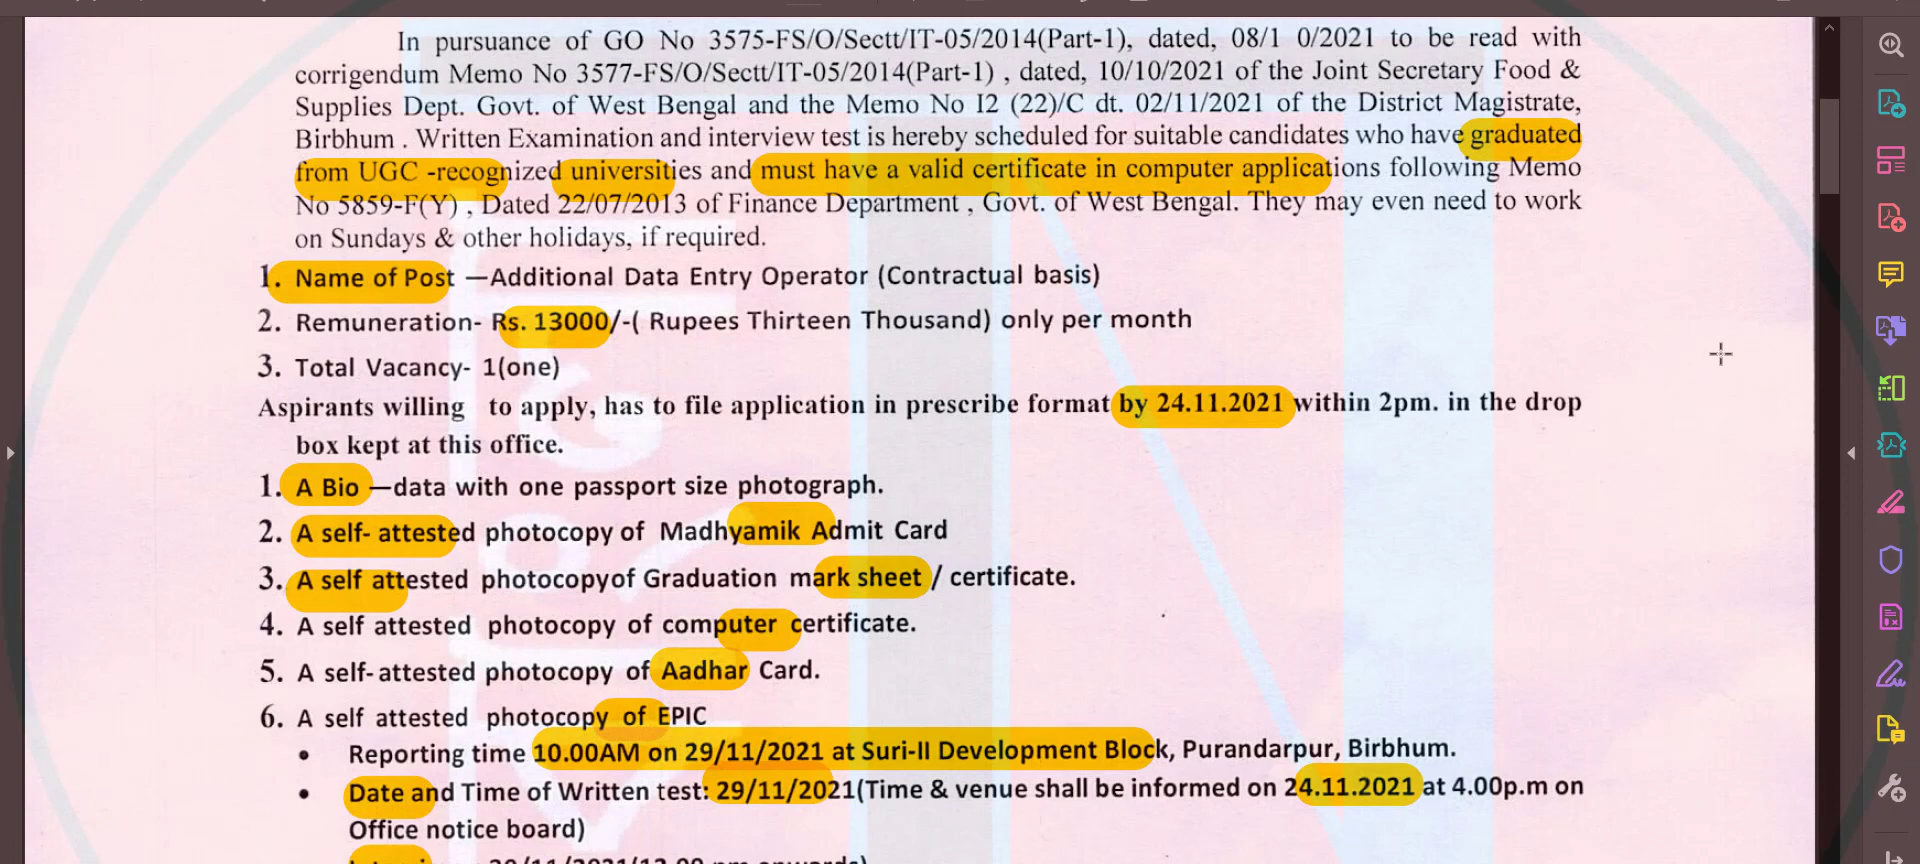 In pursuance of GO No 3575-FS/O/Sectt/IT-05/2014(Part-1), dated, 08/1 0/2021 to be read with
corrigendum Memo No 3577-FS/O/Sectt/IT-05/2014(Part-1) , dated, 10/10/2021 of the Joint Secretary Food &
Supplies Dept. Govt. of West Bengal and the Memo No I2 (22)/C dt. 02/11/2021 of the District Magistrate,
Birbhum . Written Examination and interview test is hereby scheduled for suitable candidates who have graduated
from UGC -recognized universities and must have a valid certificate in computer applications following Memo
No 5859-F(Y) , Dated 22/07/2013 of Finance Department , Govt. of West Bengal. They may even need to work
on Sundays & other holidays, if required.
1. Name of Post —Additional Data Entry Operator (Contractual basis)
2. Remuneration- Rs. 13000/-( Rupees Thirteen Thousand) only per month
3. Total Vacancy- 1(one)
Aspirants willing to apply, has to file application in prescribe format by 24.11.2021 within 2pm. in the drop
box kept at this office.
1. A Bio —data with one passport size photograph.
2. A self- attested photocopy of Madhyamik Admit Card
3. A self attested photocopyof Graduation mark sheet / certificate.
4. A self attested photocopy of computer certificate.
5. A self-attested photocopy of Aadhar Card.
6. A self attested photocopy of EPIC
• Reporting time 10.00AM on 29/11/2021 at Suri-II Development Block, Purandarpur, Birbhum.
• Date and Time of Written test: 29/11/2021(Time & venue shall be informed on 24.11.2021 at 4.00p.m on
Office notice board)